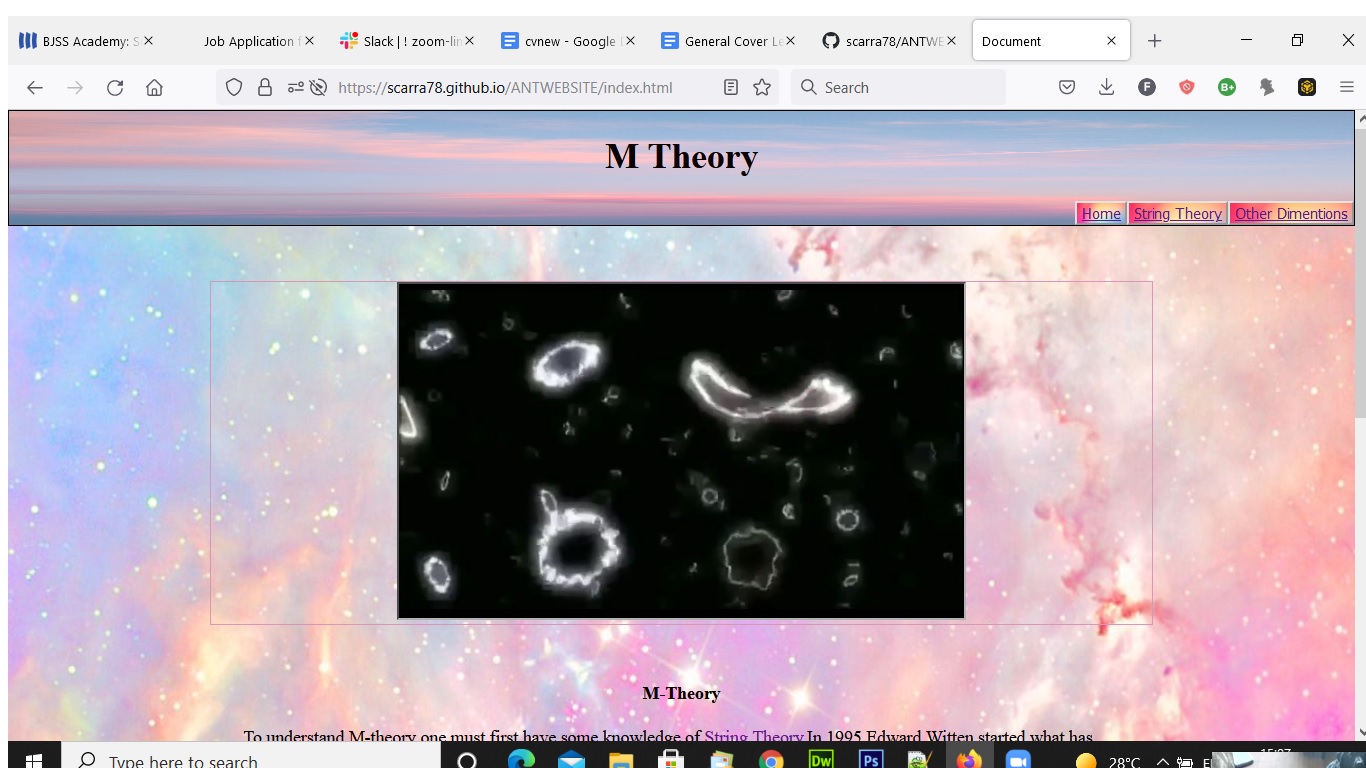 BJSS Academy: S
Job Application f
Slack | ! zoom-lin
cvnew - Google
General Cover Le
scarra78/ANTWE
Document
https://scarra78.github.io/ANTWEBSITE/index.html
Search
F
B+
M Theory
Home
String Theory
Other Dimentions
M-Theory
To understand M-theory one must first have some knowledge of String Theory.In 1995 Edward Witten started what has
Type here to search
Dw
Ps
28°C